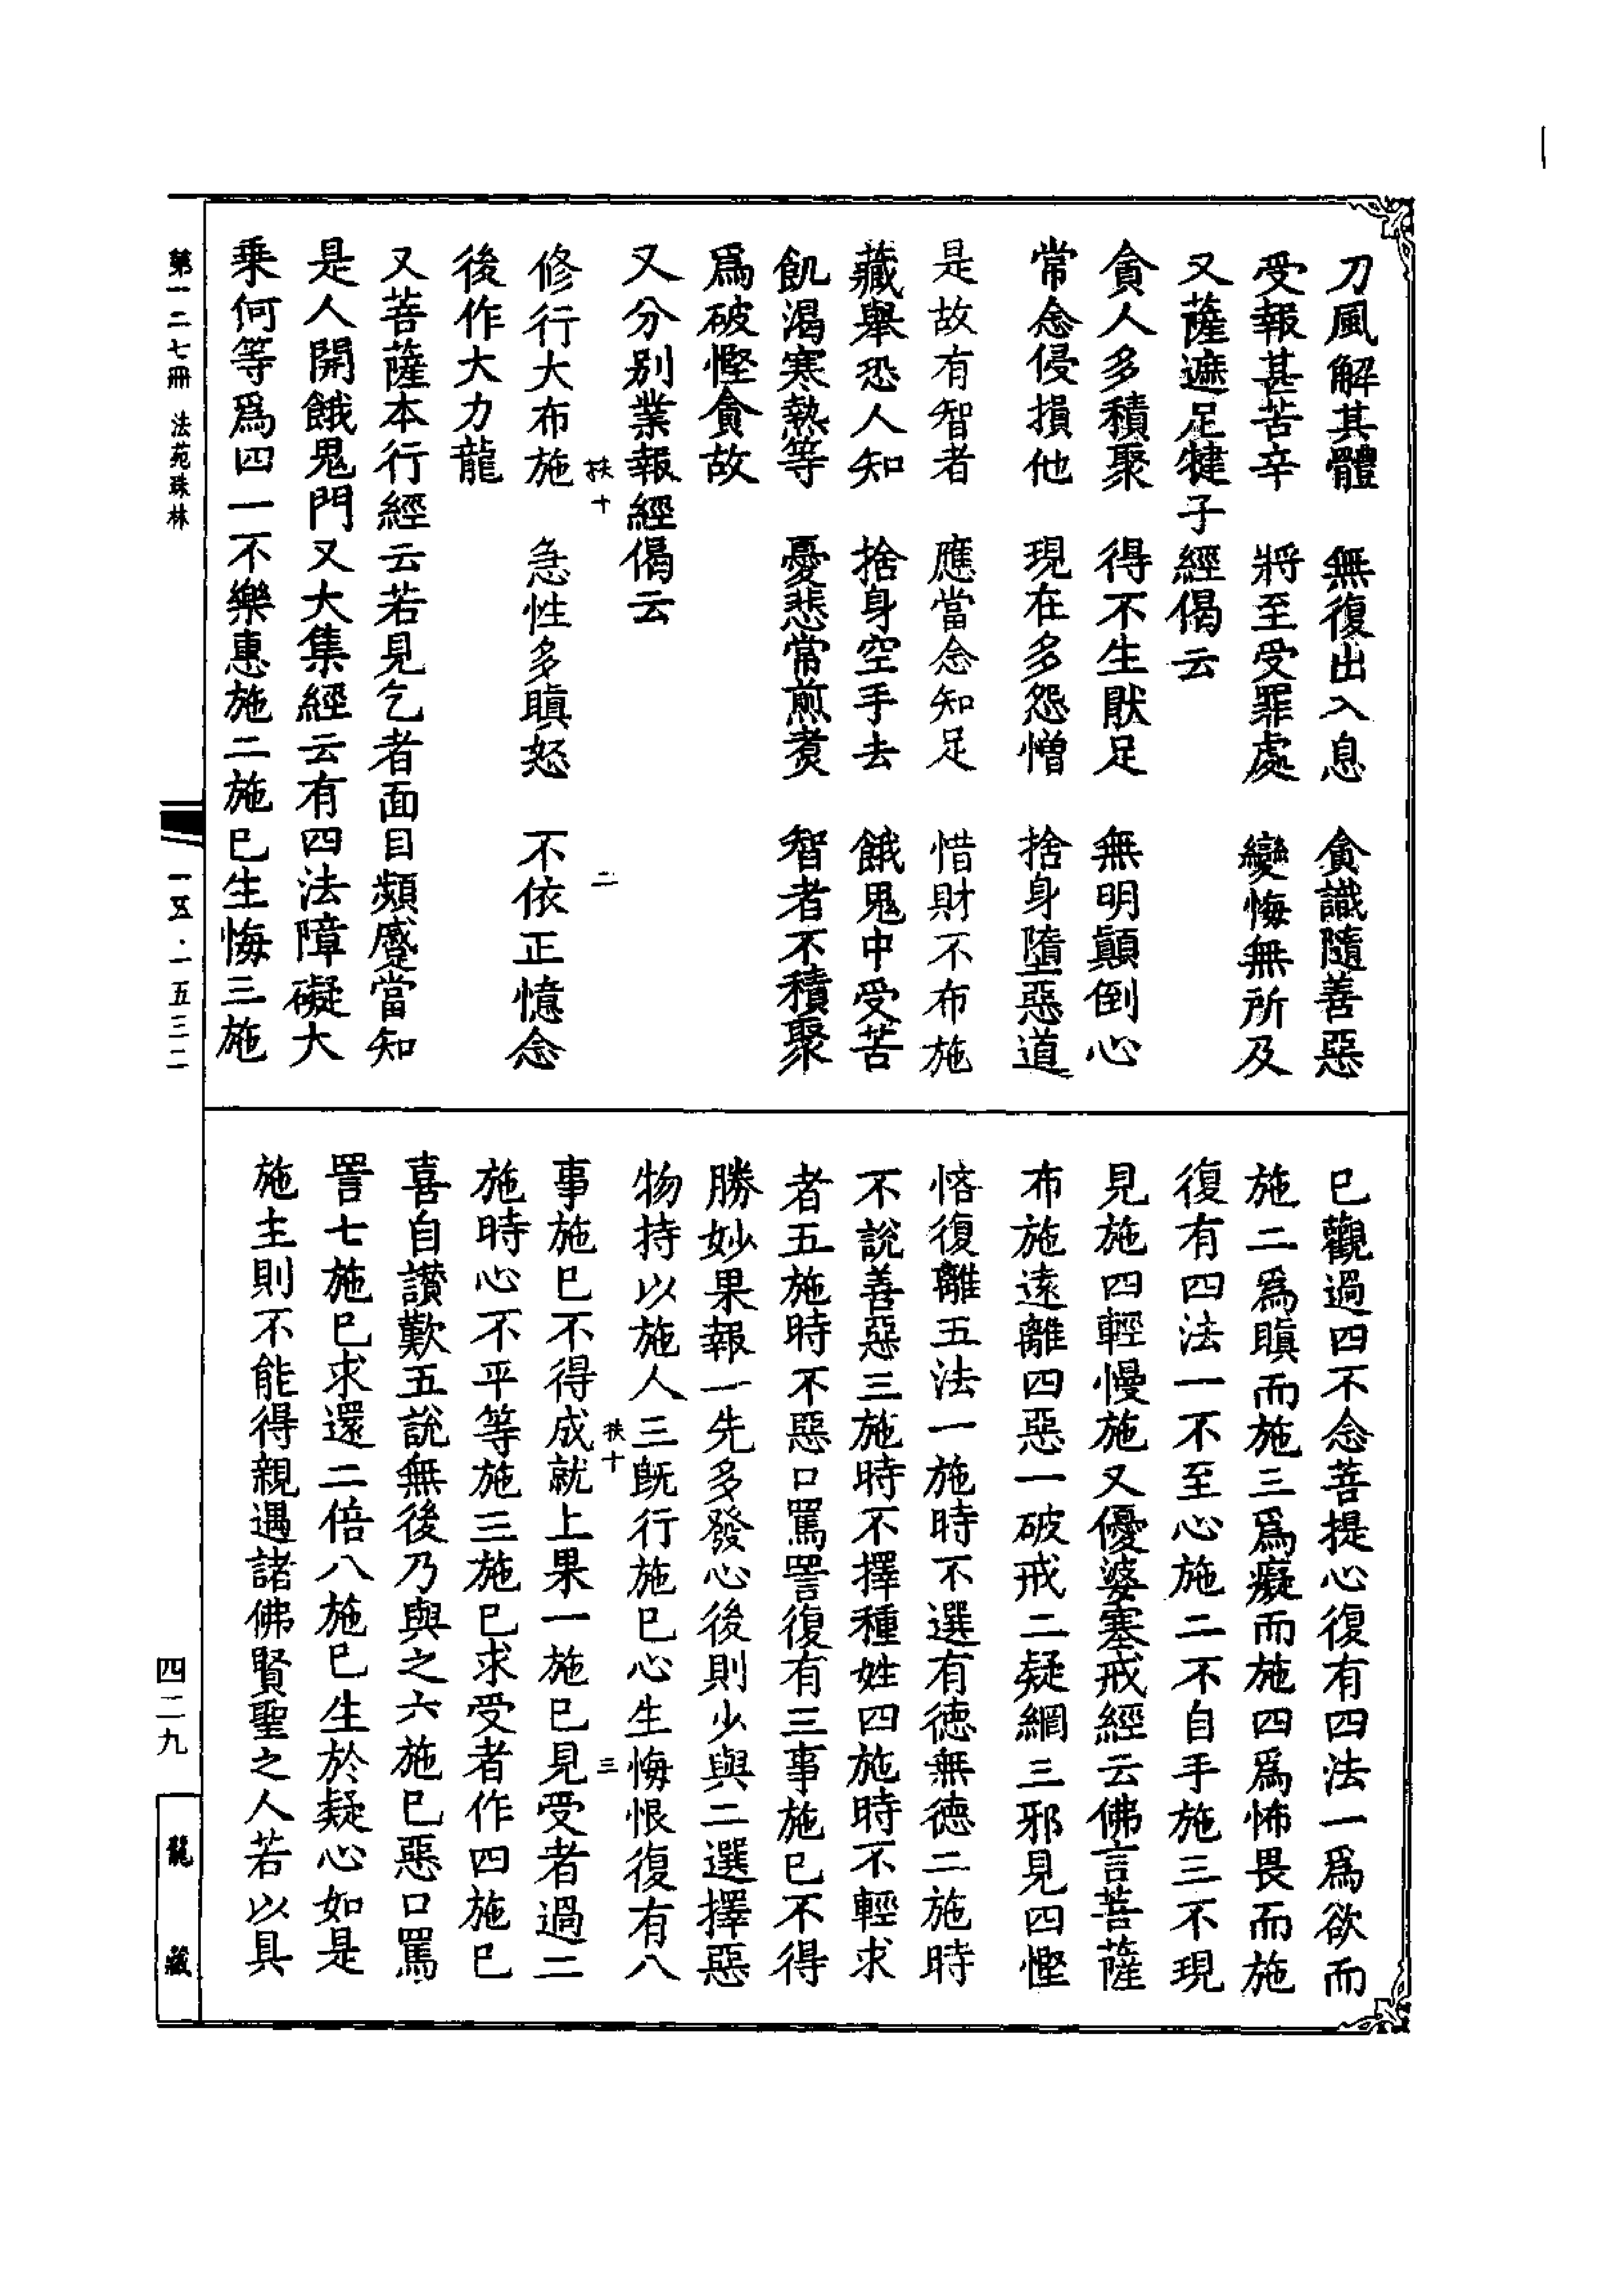 刀風解其體　無復出入息　貪識隨善惡
受報甚苦辛　將至受罪處　變悔無所及
又薩遮尼犍子經偈云
貪人多積聚　得不生猒足　無明顛倒心
常念侵損他　現在多怨憎　捨身墮惡道
是故有智者　應當念知足　惜財不布施
藏舉恐人知　捨身空手去　餓鬼中受苦
飢渴寒熱等　憂悲常煎煑　智者不積聚
爲破慳貪故
又分别業報經偈云
扶十　二
修行大布施　急性多瞋怒　不依正憶念
後作大力龍
又菩薩本行經云若見乞者面目頻蹙當知
是人開餓鬼門又大集經云有四法障礙大
乗何等爲四一不樂惠施二施已生悔三施
已觀過四不念菩提心復有四法一爲欲而
施二爲瞋而施三爲癡而施四爲怖畏而施
復有四法一不至心施二不自手施三不現
見施四輕慢施又優婆塞戒經云佛言菩薩
布施逺離四惡一破戒二疑網三邪見四慳
悋復離五法一施時不選有德無德二施時
不說善惡三施時不擇種姓四施時不輕求
者五施時不惡口罵詈復有三事施已不得
勝妙果報一先多發心後則少與二選擇惡
物持以施人三旣行施已心生悔恨復有八
扶十　三
事施已不得成就上果一施已見受者過二
施時心不平等施三施已求受者作四施已
喜自讃歎五說無後乃與之六施已惡口罵
詈七施已求還二倍八施已生於疑心如是
施主則不能得親遇諸佛賢聖之人若以具
第一二七冊　法苑珠林
一五·一五三二
四二九
龍藏